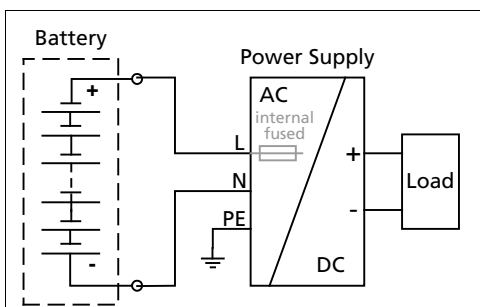 Battery
Power Supply
+
AC
internal
fused
L
N
PE
+
-
Load
-
DC